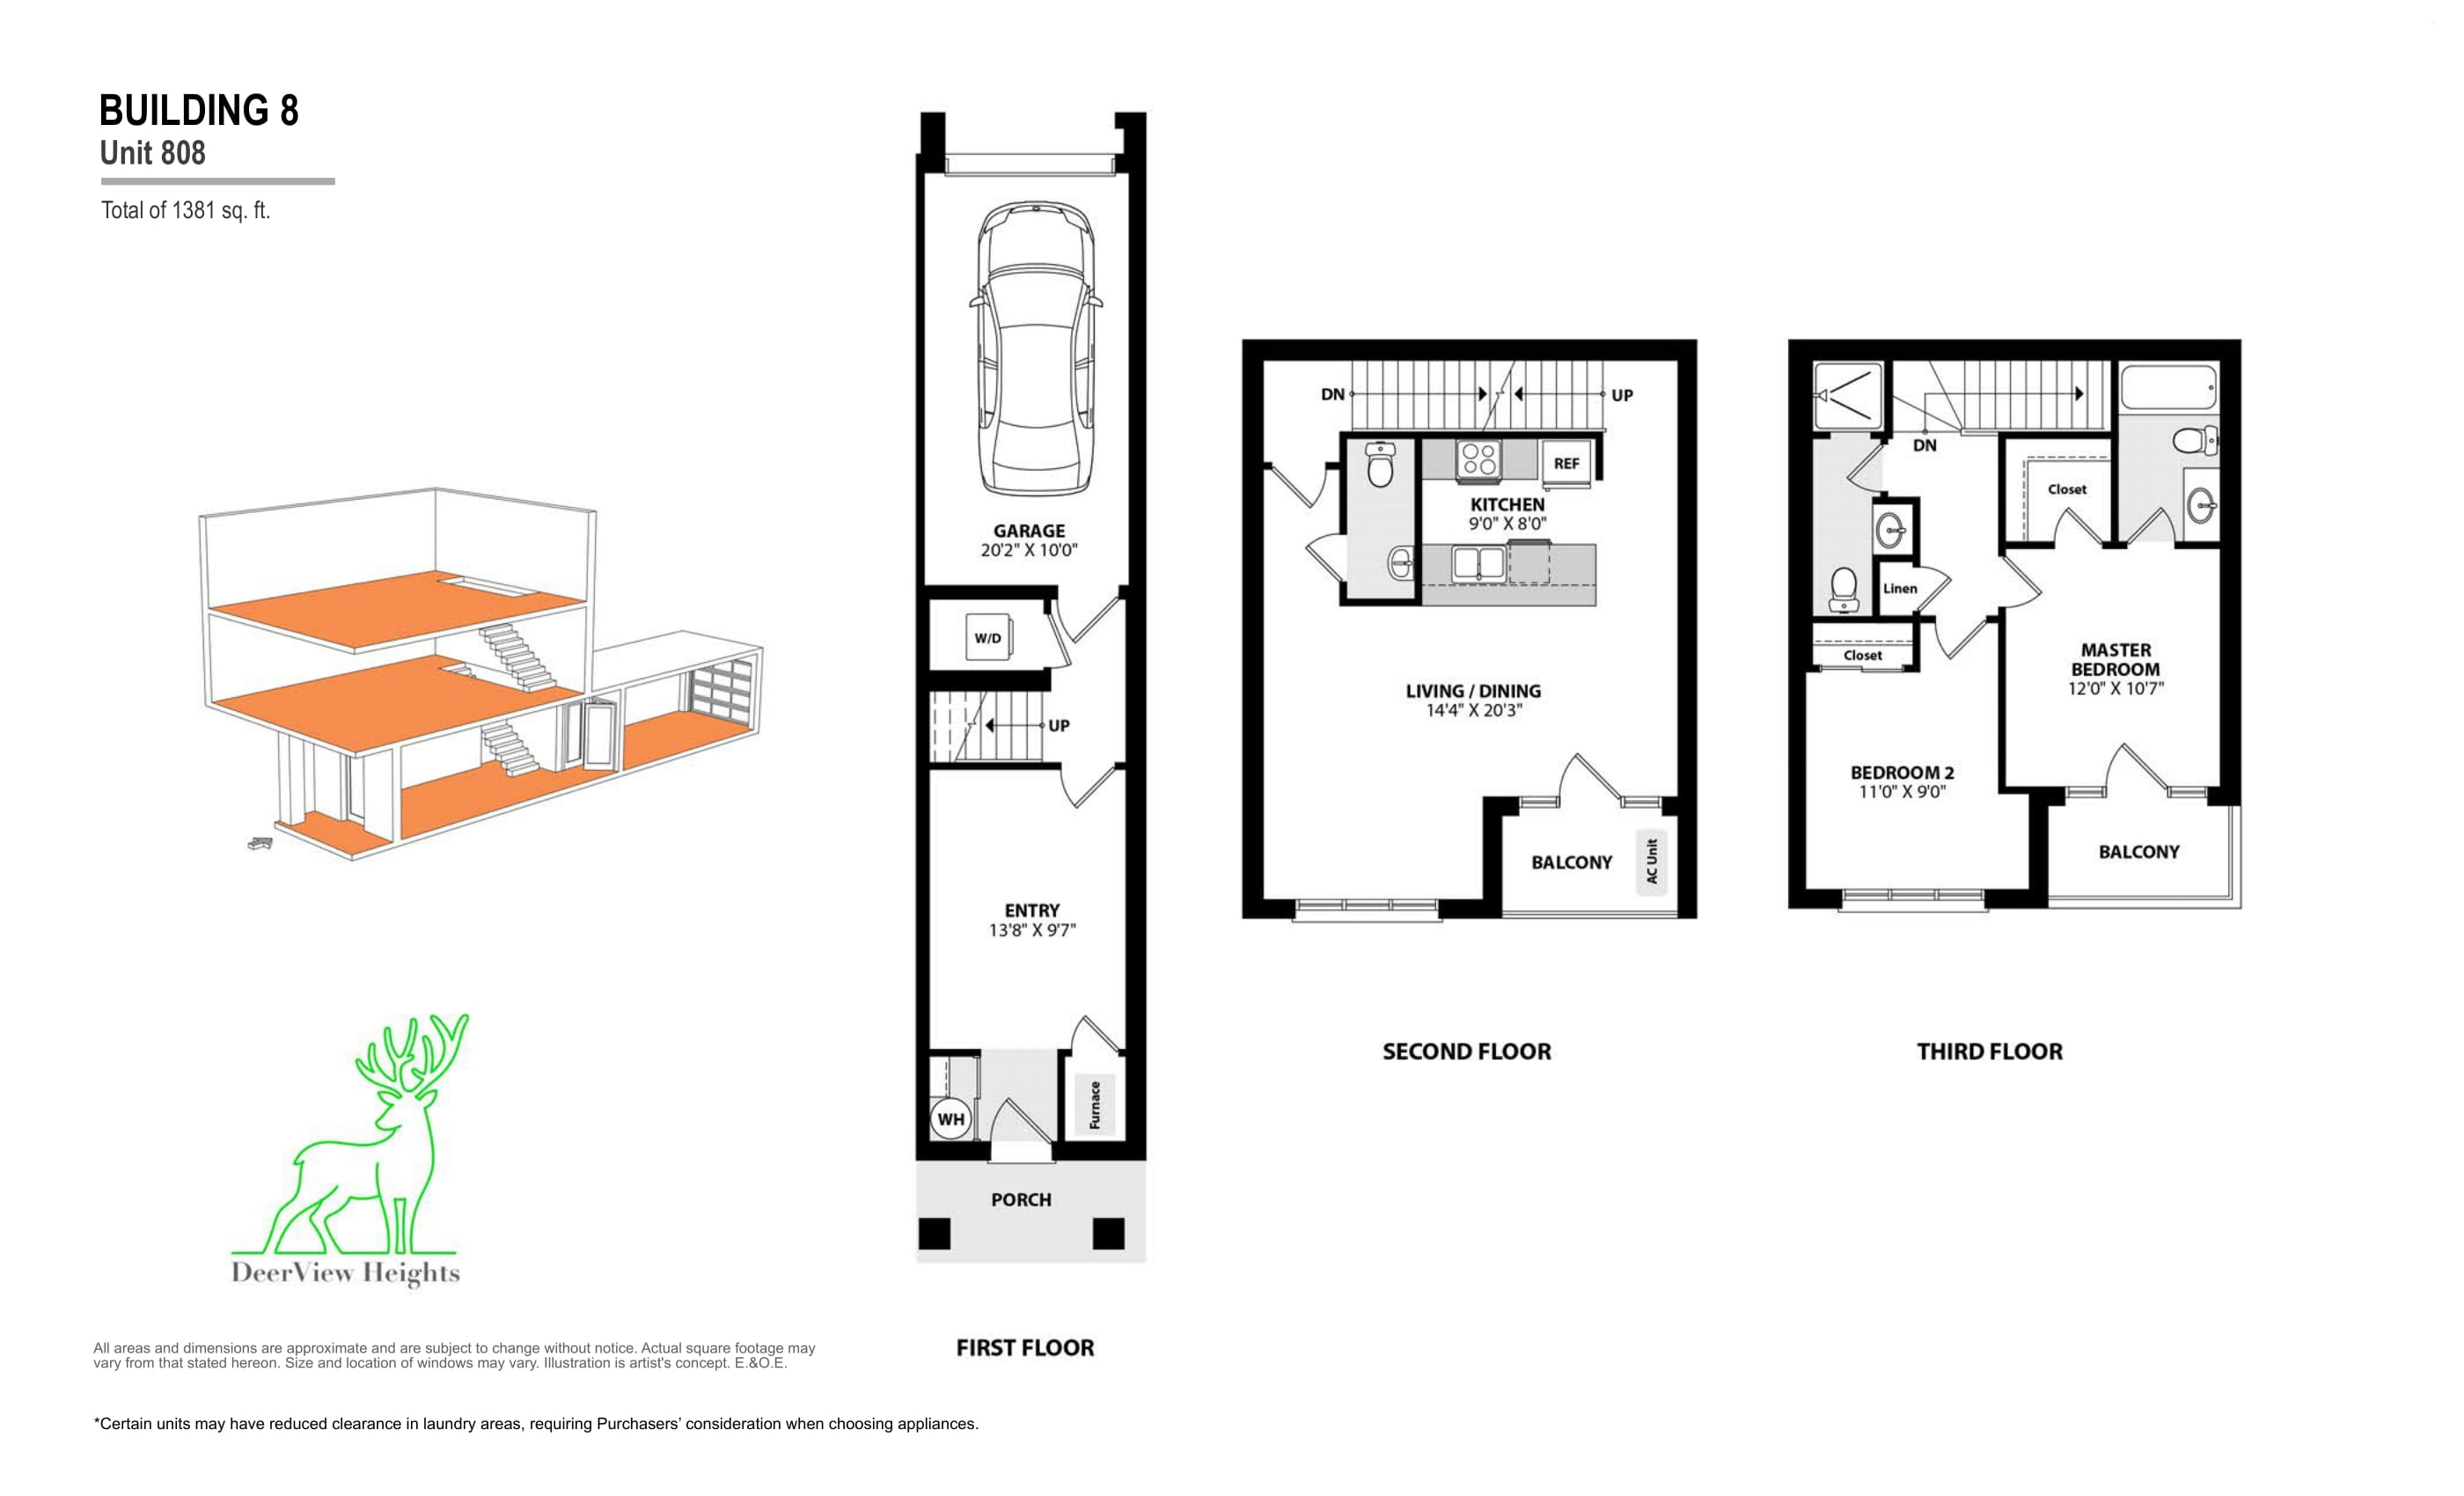 BUILDING 8
Unit 808
Total of 1381 sq. ft.
GARAGE
20'2" X 10'0"
W/D
UP
ENTRY
13'8" X 9'7"
WH
Furnace
PORCH
FIRST FLOOR
DN
UP
REF
KITCHEN
9'0" X 8'0"
LIVING / DINING
14'4" X 20'3"
BALCONY
AC Unit
SECOND FLOOR
DN
Closet
Linen
Closet
MASTER
BEDROOM
12'0" X 10'7"
BEDROOM 2
11'0" X 9'0"
BALCONY
THIRD FLOOR
DeerView Heights
All areas and dimensions are approximate and are subject to change without notice. Actual square footage may
vary from that stated hereon. Size and location of windows may vary. Illustration is artist's concept. E.&O.E.
*Certain units may have reduced clearance in laundry areas, requiring Purchasers’ consideration when choosing appliances.